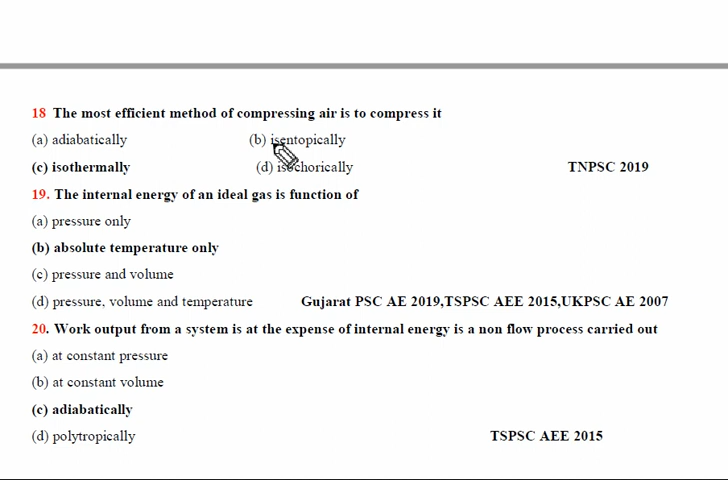 18 The most efficient method of compressing air is to compress it
(a) adiabatically (b) isentopically
(c) isothermally (d) isochorically TNPSC 2019
19. The internal energy of an ideal gas is function of
(a) pressure only
(b) absolute temperature only
(c) pressure and volume
(d) pressure, volume and temperature Gujarat PSC AE 2019,TSPSC AEE 2015,UKPSC AE 2007
20. Work output from a system is at the expense of internal energy is a non flow process carried out
(a) at constant pressure
(b) at constant volume
(c) adiabatically
(d) polytropically TSPSC AEE 2015